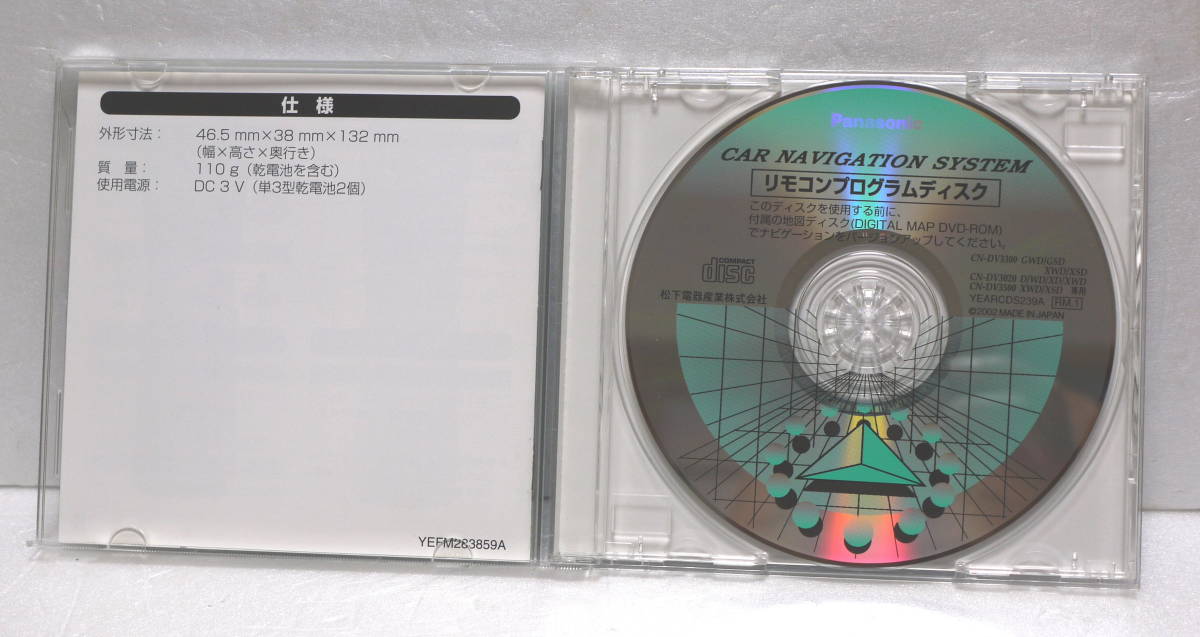 仕様
外形寸法： 46.5 mm×38 mm×132 mm
（幅×高さ×奥行き）
質 量： 110 g（乾電池を含む）
使用電源： DC 3 V（単3型乾電池2個）
YEFM283859A
Panasonic
CAR NAVIGATION SYSTEM
リモコンプログラムディスク
このディスクを使用する前に、
付属の地図ディスク(DIGITAL MAP DVD-ROM)
でナビゲーションをバージョンアップしてください。
COMPACT
disc
松下電器産業株式会社
CN-DV3300 GWD/GSD
XWD/XSD
CN-DV3020 D/WD/XD/XWD
CN-DV3500 XWD/XSD 専用
YEARCDS239A RM.1
©2002 MADE IN JAPAN